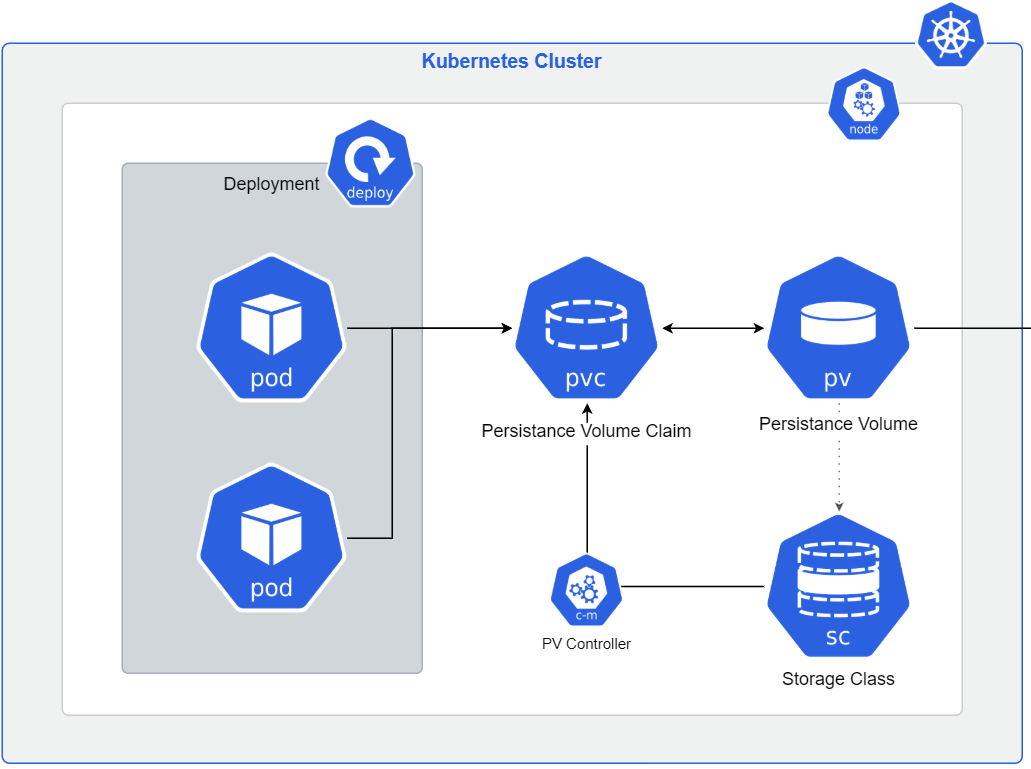 Kubernetes Cluster
node
Deployment
deploy
pod
pvc
pv
Persistance Volume Claim
Persistance Volume
pod
c-m
PV Controller
sc
Storage Class